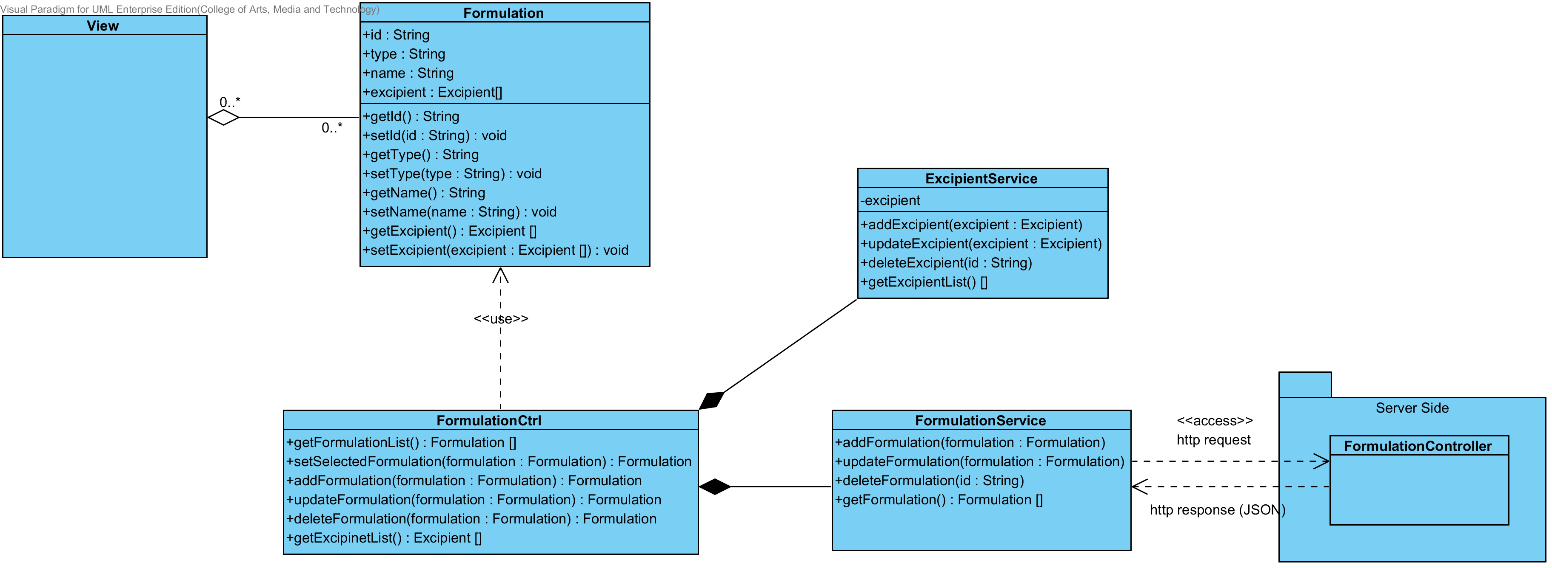 Visual Paradigm for UML Enterprise Edition(College of Arts, Media and Technology)
View
0..*
0..*
Formulation
+id : String
+type : String
+name : String
+excipient : Excipient[]
+getId() : String
+setId(id : String) : void
+getType() : String
+setType(type : String) : void
+getName() : String
+setName(name : String) : void
+getExcipient() : Excipient []
+setExcipient(excipient : Excipient []) : void
<<use>>
ExcipientService
-excipient
+addExcipient(excipient : Excipient)
+updateExcipient(excipient : Excipient)
+deleteExcipient(id : String)
+getExcipientList() []
FormulationCtrl
+getFormulationList() : Formulation []
+setSelectedFormulation(formulation : Formulation) : Formulation
+addFormulation(formulation : Formulation) : Formulation
+updateFormulation(formulation : Formulation) : Formulation
+deleteFormulation(formulation : Formulation) : Formulation
+getExcipinetList() : Excipient []
FormulationService
+addFormulation(formulation : Formulation)
+updateFormulation(formulation : Formulation)
+deleteFormulation(id : String)
+getFormulation() : Formulation []
<<access>>
http request
http response (JSON)
Server Side
FormulationController